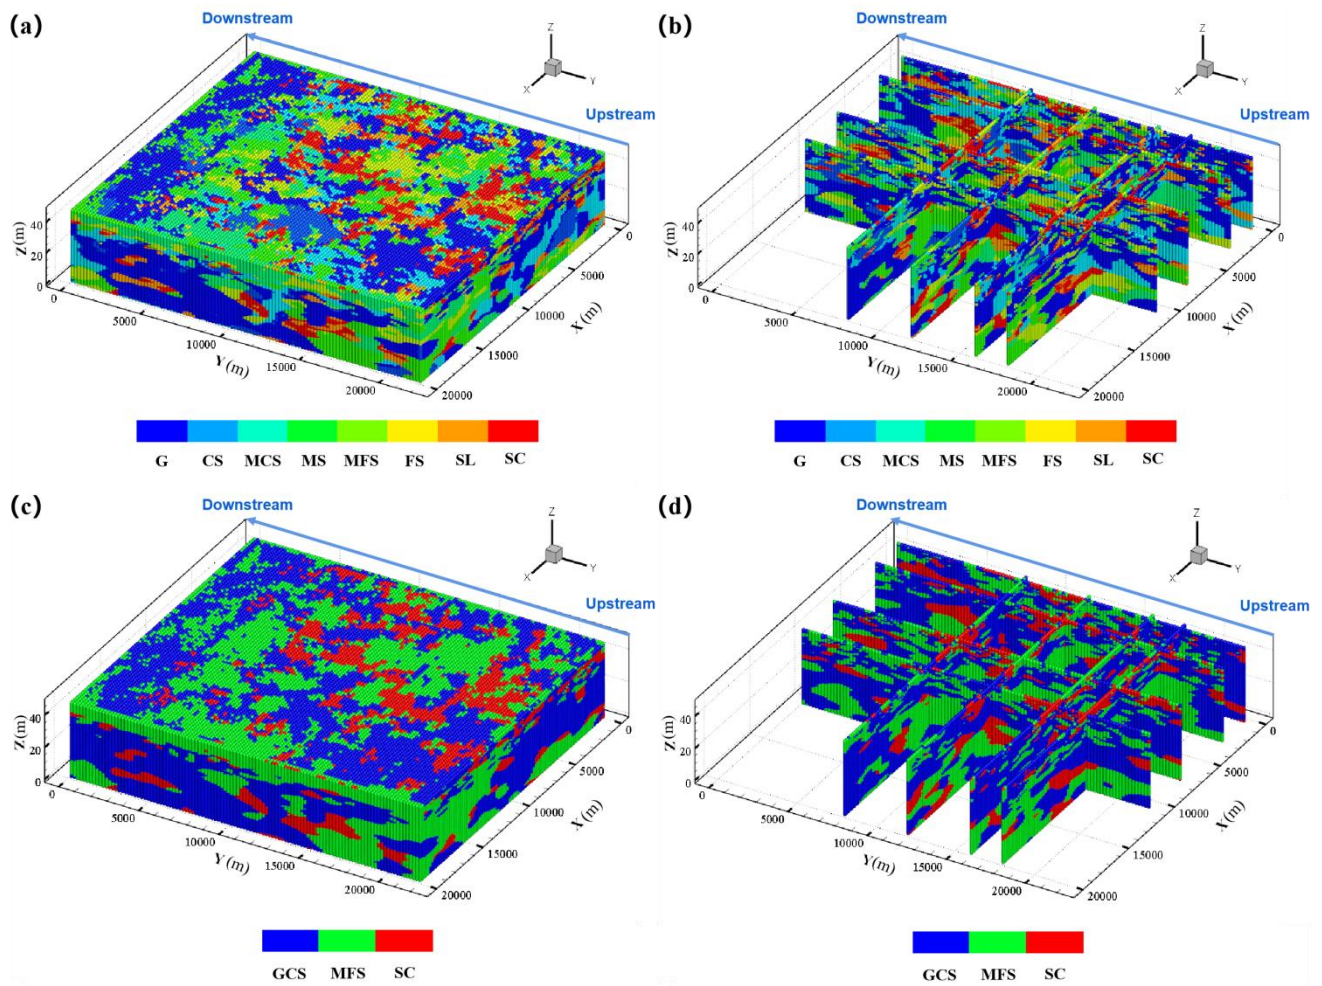 (a)
Downstream
Upstream
Z
X
Y
Z(m)
40
20
0
0
5000
10000
15000
20000
Y(m)
0
5000
10000
15000
20000
X(m)
G CS MCS MS MFS FS SL SC
(b)
Downstream
Upstream
Z
X
Y
Z(m)
40
20
0
0
5000
10000
15000
20000
Y(m)
0
5000
10000
15000
20000
X(m)
G CS MCS MS MFS FS SL SC
(c)
Downstream
Upstream
Z
X
Y
Z(m)
40
20
0
0
5000
10000
15000
20000
Y(m)
0
5000
10000
15000
20000
X(m)
GCS MFS SC
(d)
Downstream
Upstream
Z
X
Y
Z(m)
40
20
0
0
5000
10000
15000
20000
Y(m)
0
5000
10000
15000
20000
X(m)
GCS MFS SC